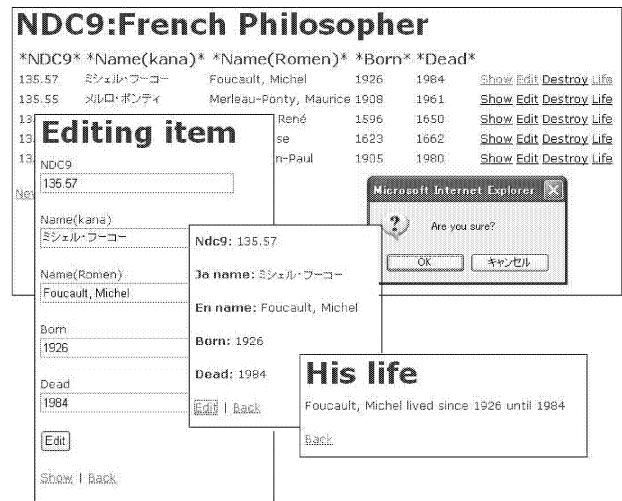 NDC9:French Philosopher
*NDC9* *Name(kana)* *Name(Romen)* *Born* *Dead*
135.57 ミシェル・フーコー Foucault, Michel 1926 1984 Show Edit Destroy Life
135.55 メルロ・ポンティ Merleau-Ponty, Maurice 1908 1961 Show Edit Destroy Life
13 René 1596 1650 Show Edit Destroy Life
13 se 1623 1662 Show Edit Destroy Life
13 n-Paul 1905 1980 Show Edit Destroy Life
New
Editing item
NDC9
135.57
Name(kana)
ミシェル・フーコー
Name(Romen)
Foucault, Michel
Born
1926
Dead
1984
Edit
Show | Back
Ndc9: 135.57
Ja name: ミシェル・フーコー
En name: Foucault, Michel
Born: 1926
Dead: 1984
Edit | Back
Microsoft Internet Explorer
Are you sure?
OK キャンセル
His life
Foucault, Michel lived since 1926 until 1984
Back